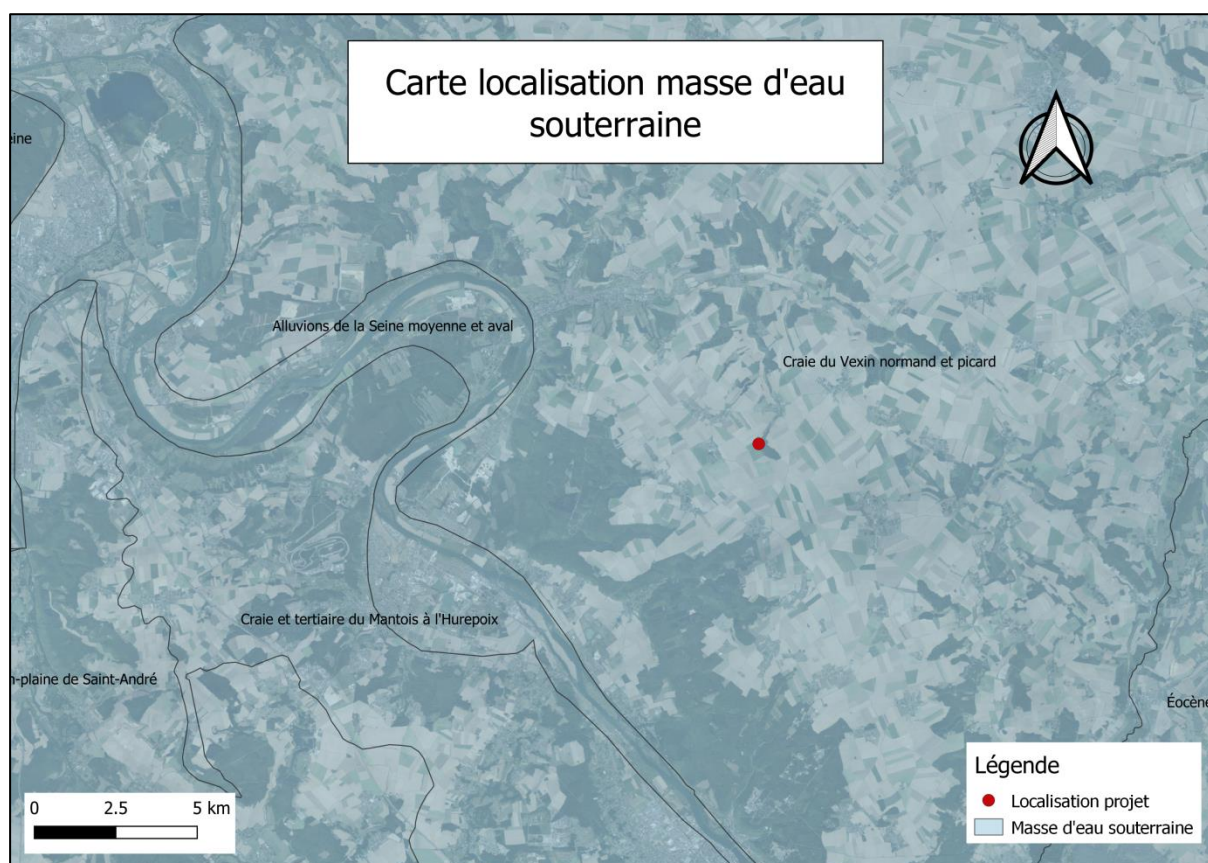 Carte localisation masse d'eau
souterraine
eine
Alluvions de la Seine moyenne et aval
Craie du Vexin normand et picard
Craie et tertiaire du Mantois à l'Hurepoix
n-plaine de Saint-André
Éocène
Légende
Localisation projet
Masse d'eau souterraine
0 2.5 5 km